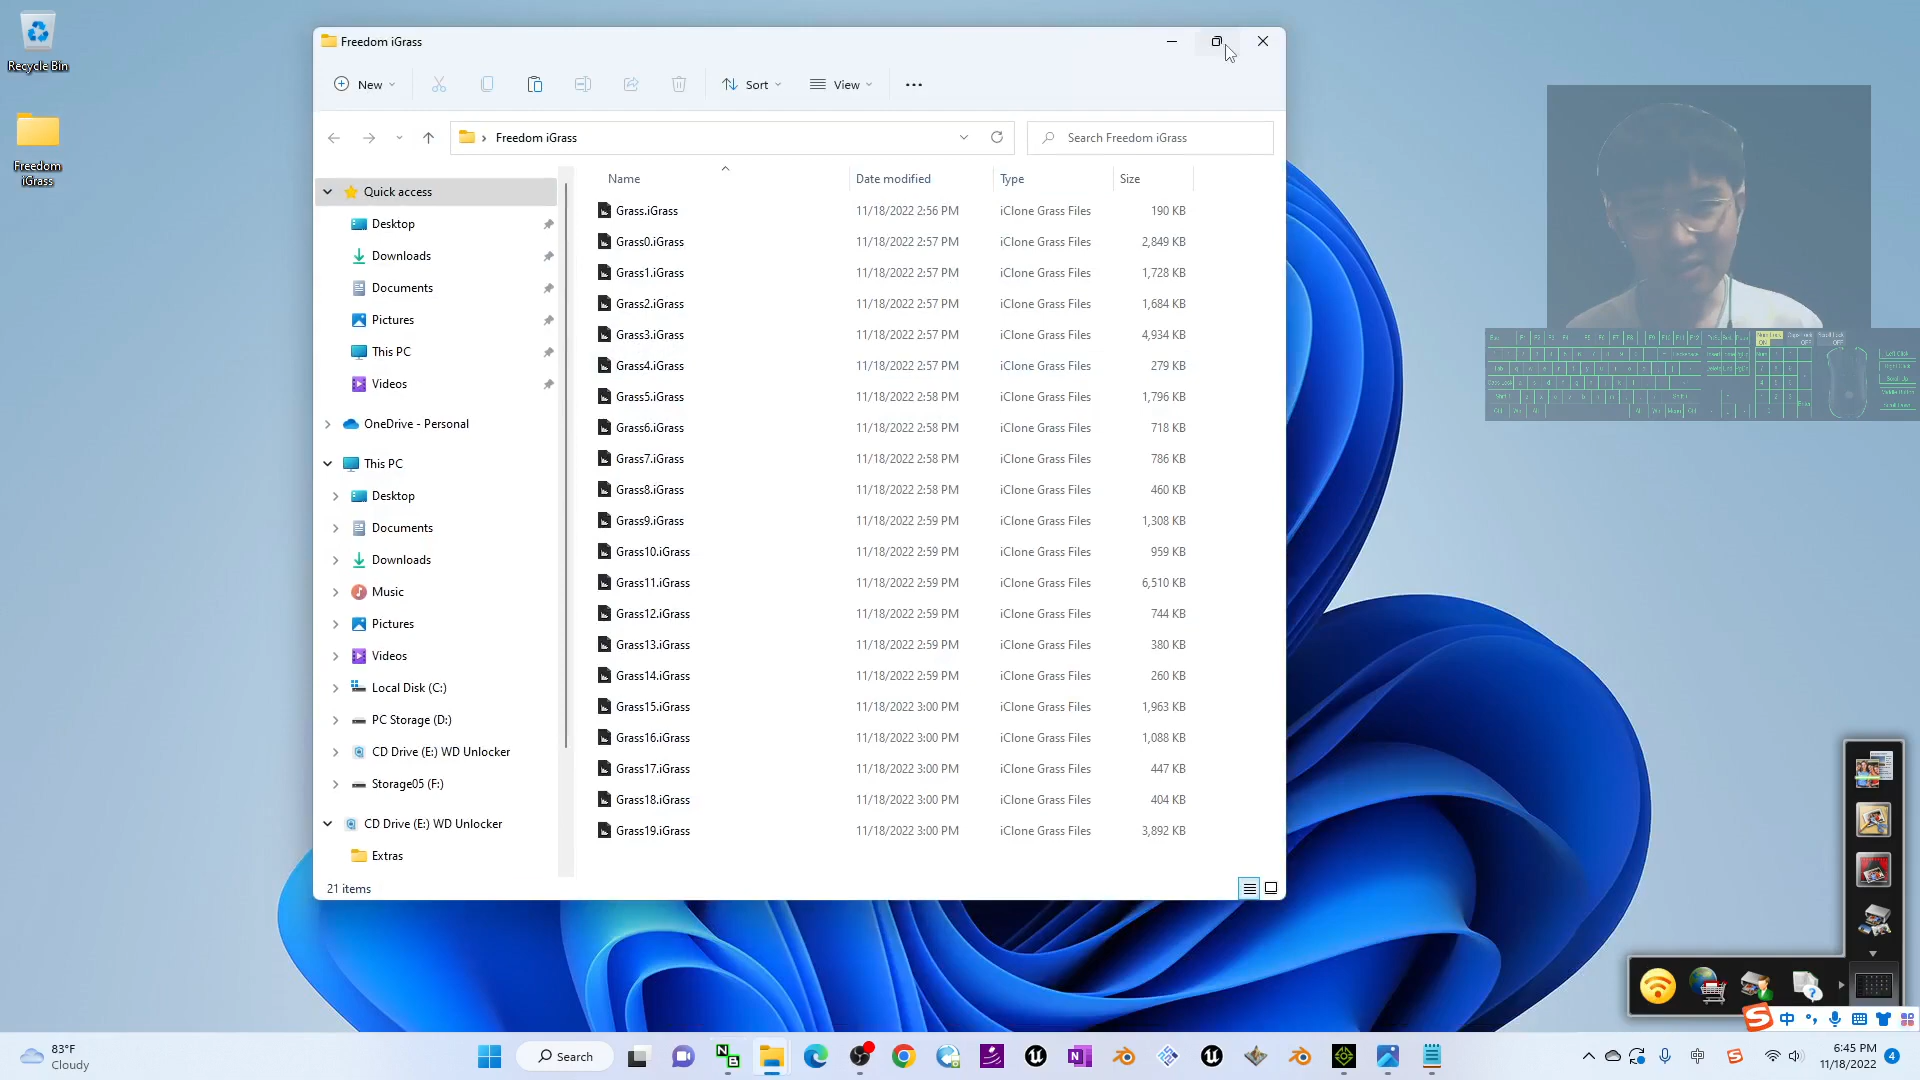 Recycle Bin
Freedom
iGrass
Freedom iGrass
New
Sort
View
Freedom iGrass
Search Freedom iGrass
Name
Date modified
Type
Size
Quick access
Desktop
Downloads
Documents
Pictures
This PC
Videos
OneDrive - Personal
This PC
Desktop
Documents
Downloads
Music
Pictures
Videos
Local Disk (C:)
PC Storage (D:)
CD Drive (E:) WD Unlocker
Storage05 (F:)
CD Drive (E:) WD Unlocker
Extras
Grass.iGrass 11/18/2022 2:56 PM iClone Grass Files 190 KB
Grass0.iGrass 11/18/2022 2:57 PM iClone Grass Files 2,849 KB
Grass1.iGrass 11/18/2022 2:57 PM iClone Grass Files 1,728 KB
Grass2.iGrass 11/18/2022 2:57 PM iClone Grass Files 1,684 KB
Grass3.iGrass 11/18/2022 2:57 PM iClone Grass Files 4,934 KB
Grass4.iGrass 11/18/2022 2:57 PM iClone Grass Files 279 KB
Grass5.iGrass 11/18/2022 2:58 PM iClone Grass Files 1,796 KB
Grass6.iGrass 11/18/2022 2:58 PM iClone Grass Files 718 KB
Grass7.iGrass 11/18/2022 2:58 PM iClone Grass Files 786 KB
Grass8.iGrass 11/18/2022 2:58 PM iClone Grass Files 460 KB
Grass9.iGrass 11/18/2022 2:59 PM iClone Grass Files 1,308 KB
Grass10.iGrass 11/18/2022 2:59 PM iClone Grass Files 959 KB
Grass11.iGrass 11/18/2022 2:59 PM iClone Grass Files 6,510 KB
Grass12.iGrass 11/18/2022 2:59 PM iClone Grass Files 744 KB
Grass13.iGrass 11/18/2022 2:59 PM iClone Grass Files 380 KB
Grass14.iGrass 11/18/2022 2:59 PM iClone Grass Files 260 KB
Grass15.iGrass 11/18/2022 3:00 PM iClone Grass Files 1,963 KB
Grass16.iGrass 11/18/2022 3:00 PM iClone Grass Files 1,088 KB
Grass17.iGrass 11/18/2022 3:00 PM iClone Grass Files 447 KB
Grass18.iGrass 11/18/2022 3:00 PM iClone Grass Files 404 KB
Grass19.iGrass 11/18/2022 3:00 PM iClone Grass Files 3,892 KB
21 items
中
83°F
Cloudy
Search
中
6:45 PM
11/18/2022
4